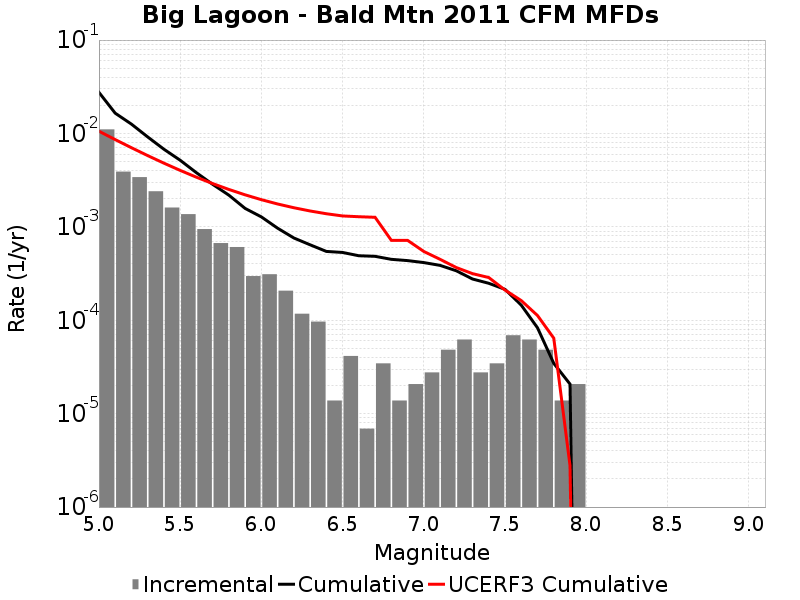 Big Lagoon - Bald Mtn 2011 CFM MFDs
10-1
10-2
10-3
10-4
10-5
10-6
Rate (1/yr)
5.0 5.5 6.0 6.5 7.0 7.5 8.0 8.5 9.0
Magnitude
Incremental Cumulative UCERF3 Cumulative